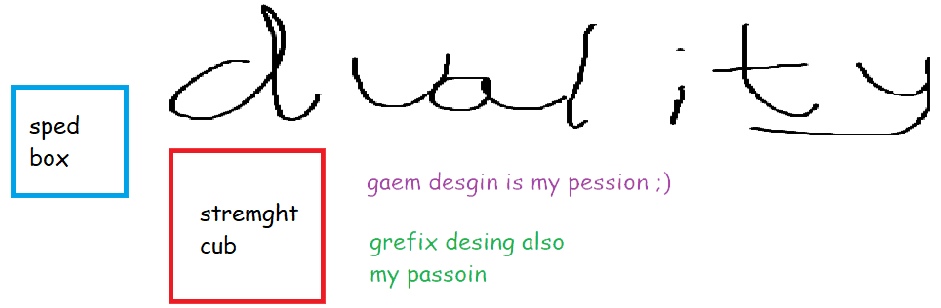 duality
sped
box
stremght
cub
gaem desgin is my pession ;)
grefix desing also
my passoin